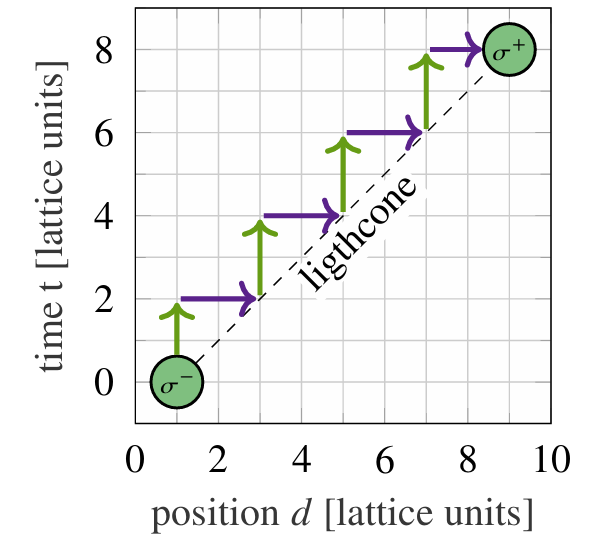 time t [lattice units]
8
6
4
2
0
σ⁺
ligthcone
σ⁻
0 2 4 6 8 10
position d [lattice units]